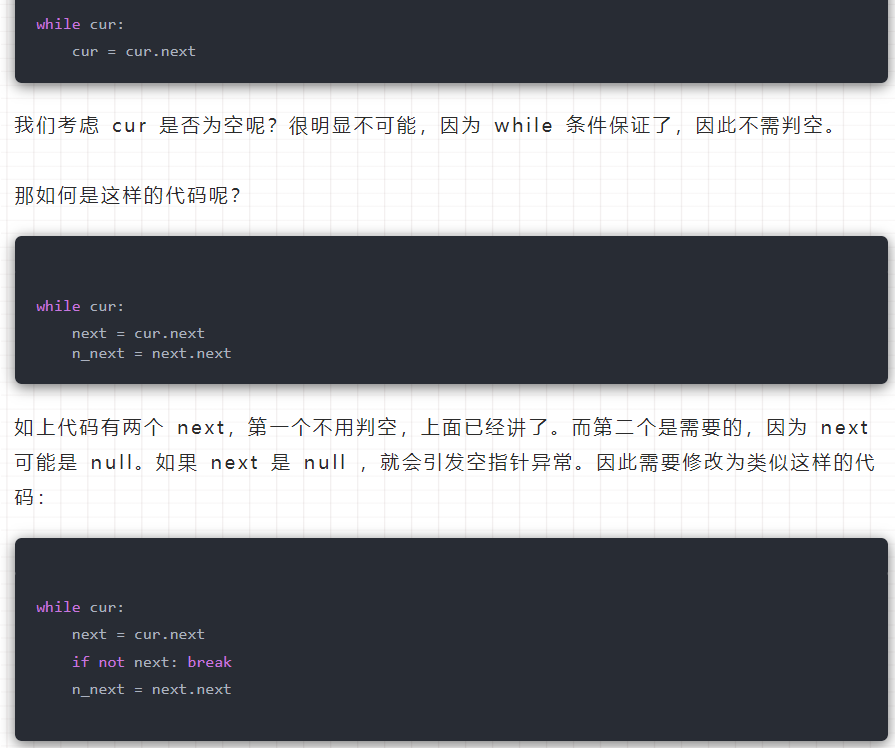 while cur:
    cur = cur.next
我们考虑 cur 是否为空呢？很明显不可能，因为 while 条件保证了，因此不需判空。
那如何是这样的代码呢？
while cur:
    next = cur.next
    n_next = next.next
如上代码有两个 next，第一个不用判空，上面已经讲了。而第二个是需要的，因为 next
可能是 null。如果 next 是 null ，就会引发空指针异常。因此需要修改为类似这样的代
码：
while cur:
    next = cur.next
    if not next: break
    n_next = next.next